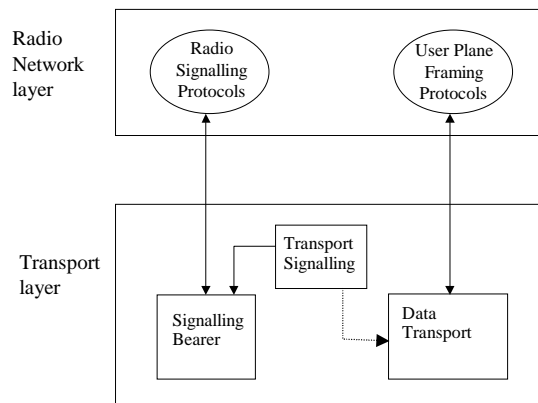 Radio
Network
layer
Radio
Signalling
Protocols
User Plane
Framing
Protocols
Transport
layer
Transport
Signalling
Signalling
Bearer
Data
Transport